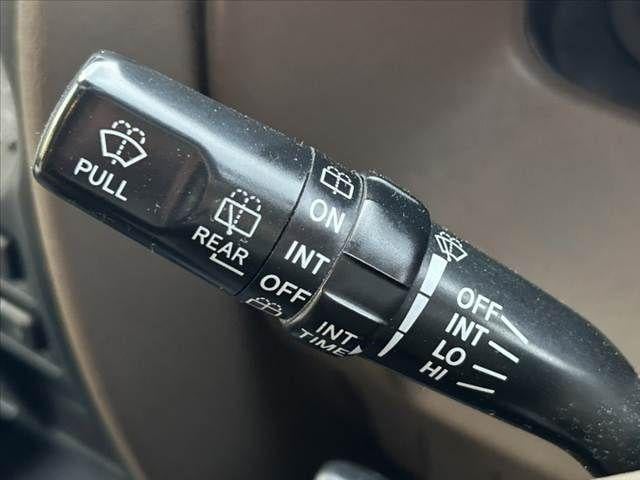 PULL
REAR
ON
INT
OFF
INT
TIME
OFF
INT
LO
HI